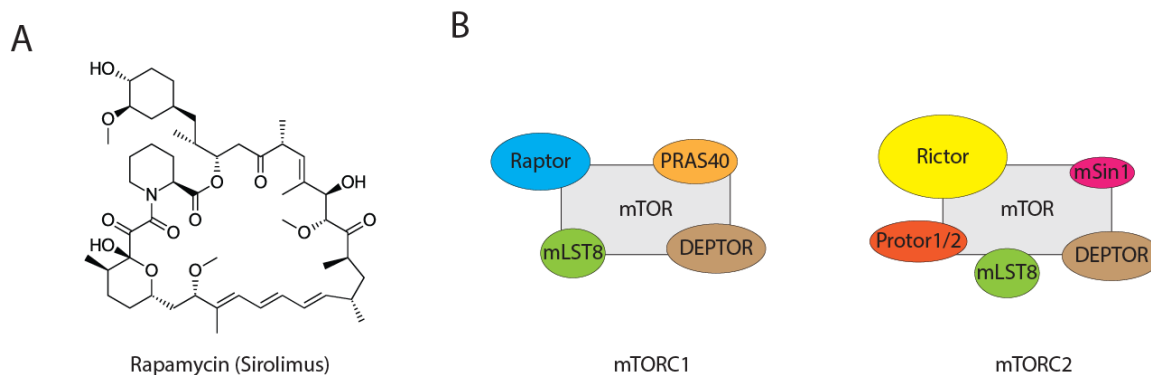 A
HO
O
O
O
N
O
O
OH
O
O
O
O
HO
O
O
Rapamycin (Sirolimus)
B
Raptor
PRAS40
mTOR
mLST8
DEPTOR
mTORC1
Rictor
mSin1
mTOR
Protor1/2
mLST8
DEPTOR
mTORC2